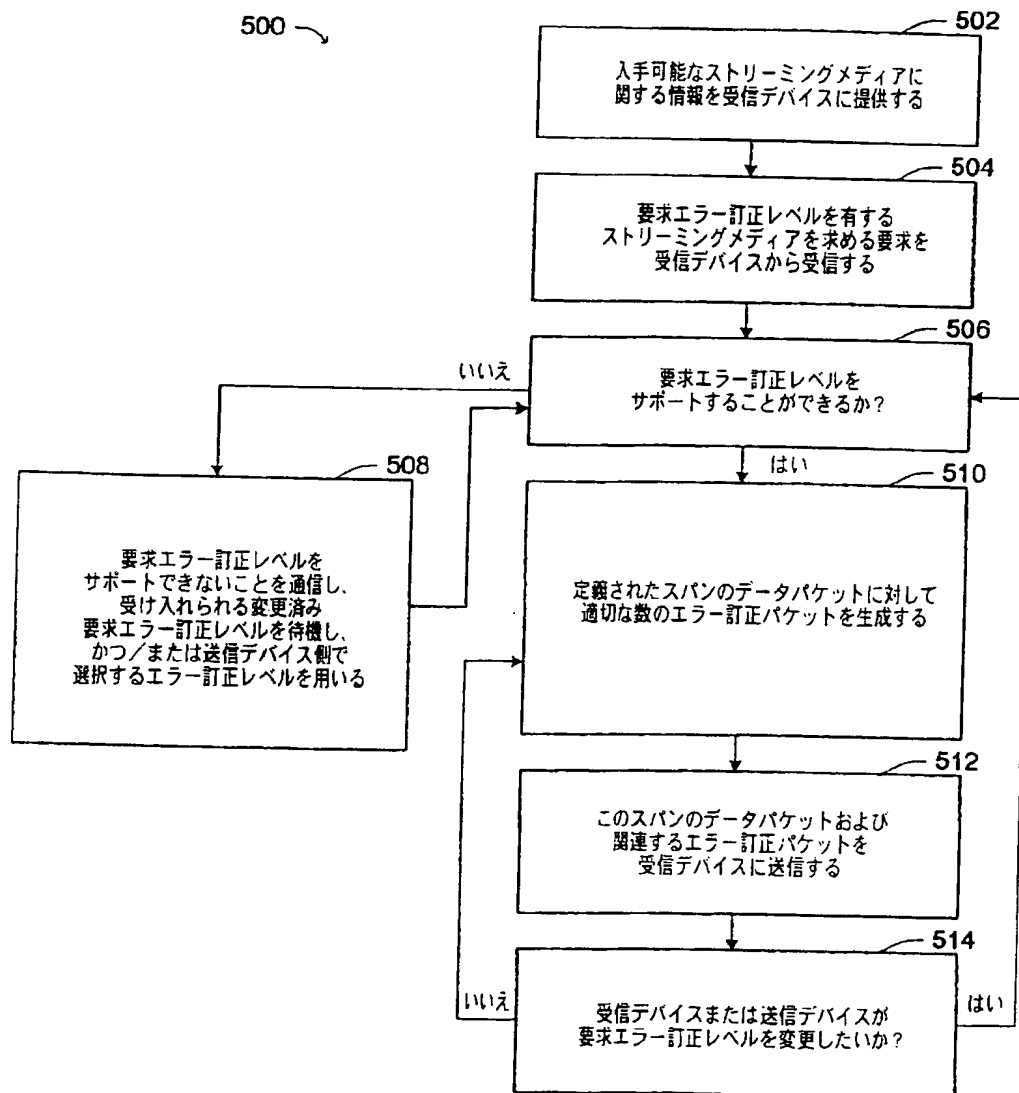 500
502
入手可能なストリーミングメディアに
関する情報を受信デバイスに提供する
504
要求エラー訂正レベルを有する
ストリーミングメディアを求める要求を
受信デバイスから受信する
506
要求エラー訂正レベルを
サポートすることができるか？
いいえ
はい
508
要求エラー訂正レベルを
サポートできないことを通信し、
受け入れられる変更済み
要求エラー訂正レベルを待機し、
かつ／または送信デバイス側で
選択するエラー訂正レベルを用いる
510
定義されたスパンのデータパケットに対して
適切な数のエラー訂正パケットを生成する
512
このスパンのデータパケットおよび
関連するエラー訂正パケットを
受信デバイスに送信する
514
受信デバイスまたは送信デバイスが
要求エラー訂正レベルを変更したいか？
いいえ
はい